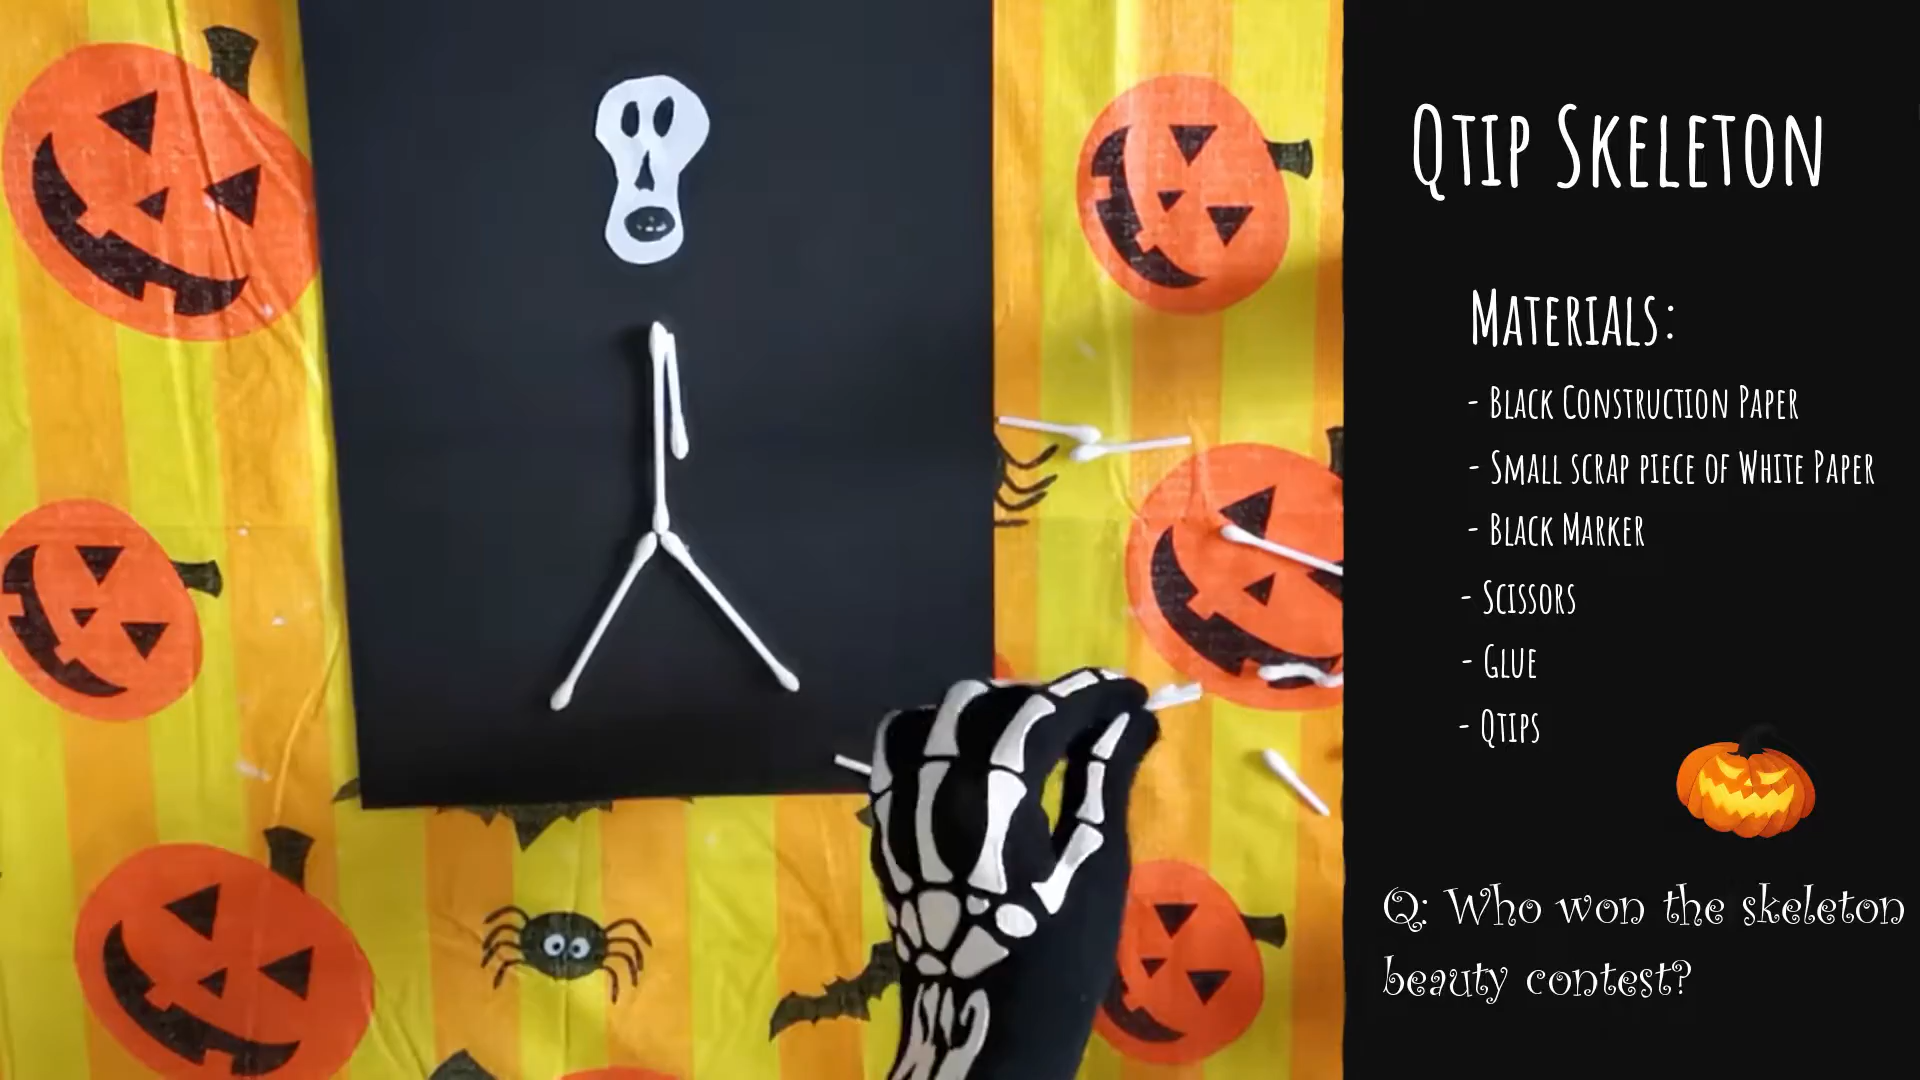 Qtip Skeleton
Materials:
- Black Construction Paper
- Small scrap piece of White Paper
- Black Marker
- Scissors
- Glue
- Qtips
Q: Who won the skeleton
beauty contest?